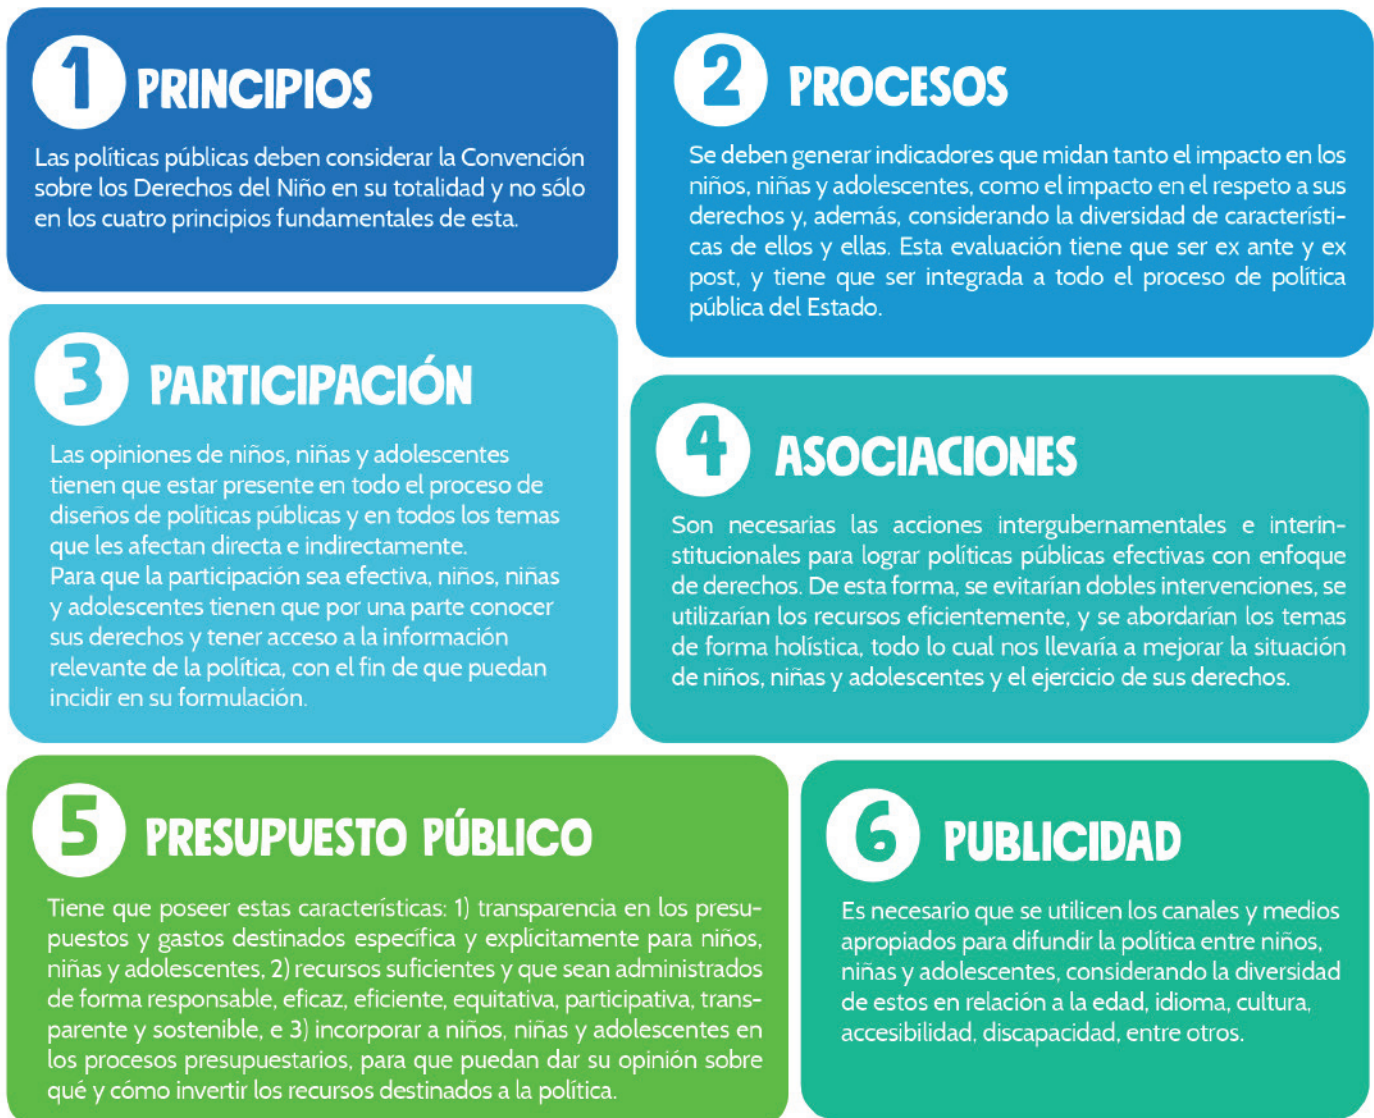 1 PRINCIPIOS
Las políticas públicas deben considerar la Convención
sobre los Derechos del Niño en su totalidad y no sólo
en los cuatro principios fundamentales de esta.
2 PROCESOS
Se deben generar indicadores que midan tanto el impacto en los
niños, niñas y adolescentes, como el impacto en el respeto a sus
derechos y, además, considerando la diversidad de característi-
cas de ellos y ellas. Esta evaluación tiene que ser ex ante y ex
post, y tiene que ser integrada a todo el proceso de política
pública del Estado.
3 PARTICIPACIÓN
Las opiniones de niños, niñas y adolescentes
tienen que estar presente en todo el proceso de
diseños de políticas públicas y en todos los temas
que les afectan directa e indirectamente.
Para que la participación sea efectiva, niños, niñas
y adolescentes tienen que por una parte conocer
sus derechos y tener acceso a la información
relevante de la política, con el fin de que puedan
incidir en su formulación.
4 ASOCIACIONES
Son necesarias las acciones intergubernamentales e interin-
stitucionales para lograr políticas públicas efectivas con enfoque
de derechos. De esta forma, se evitarían dobles intervenciones, se
utilizarían los recursos eficientemente, y se abordarían los temas
de forma holística, todo lo cual nos llevaría a mejorar la situación
de niños, niñas y adolescentes y el ejercicio de sus derechos.
5 PRESUPUESTO PÚBLICO
Tiene que poseer estas características: 1) transparencia en los presu-
puestos y gastos destinados específica y explícitamente para niños,
niñas y adolescentes, 2) recursos suficientes y que sean administrados
de forma responsable, eficaz, eficiente, equitativa, participativa, trans-
parente y sostenible, e 3) incorporar a niños, niñas y adolescentes en
los procesos presupuestarios, para que puedan dar su opinión sobre
qué y cómo invertir los recursos destinados a la política.
6 PUBLICIDAD
Es necesario que se utilicen los canales y medios
apropiados para difundir la política entre niños,
niñas y adolescentes, considerando la diversidad
de estos en relación a la edad, idioma, cultura,
accesibilidad, discapacidad, entre otros.